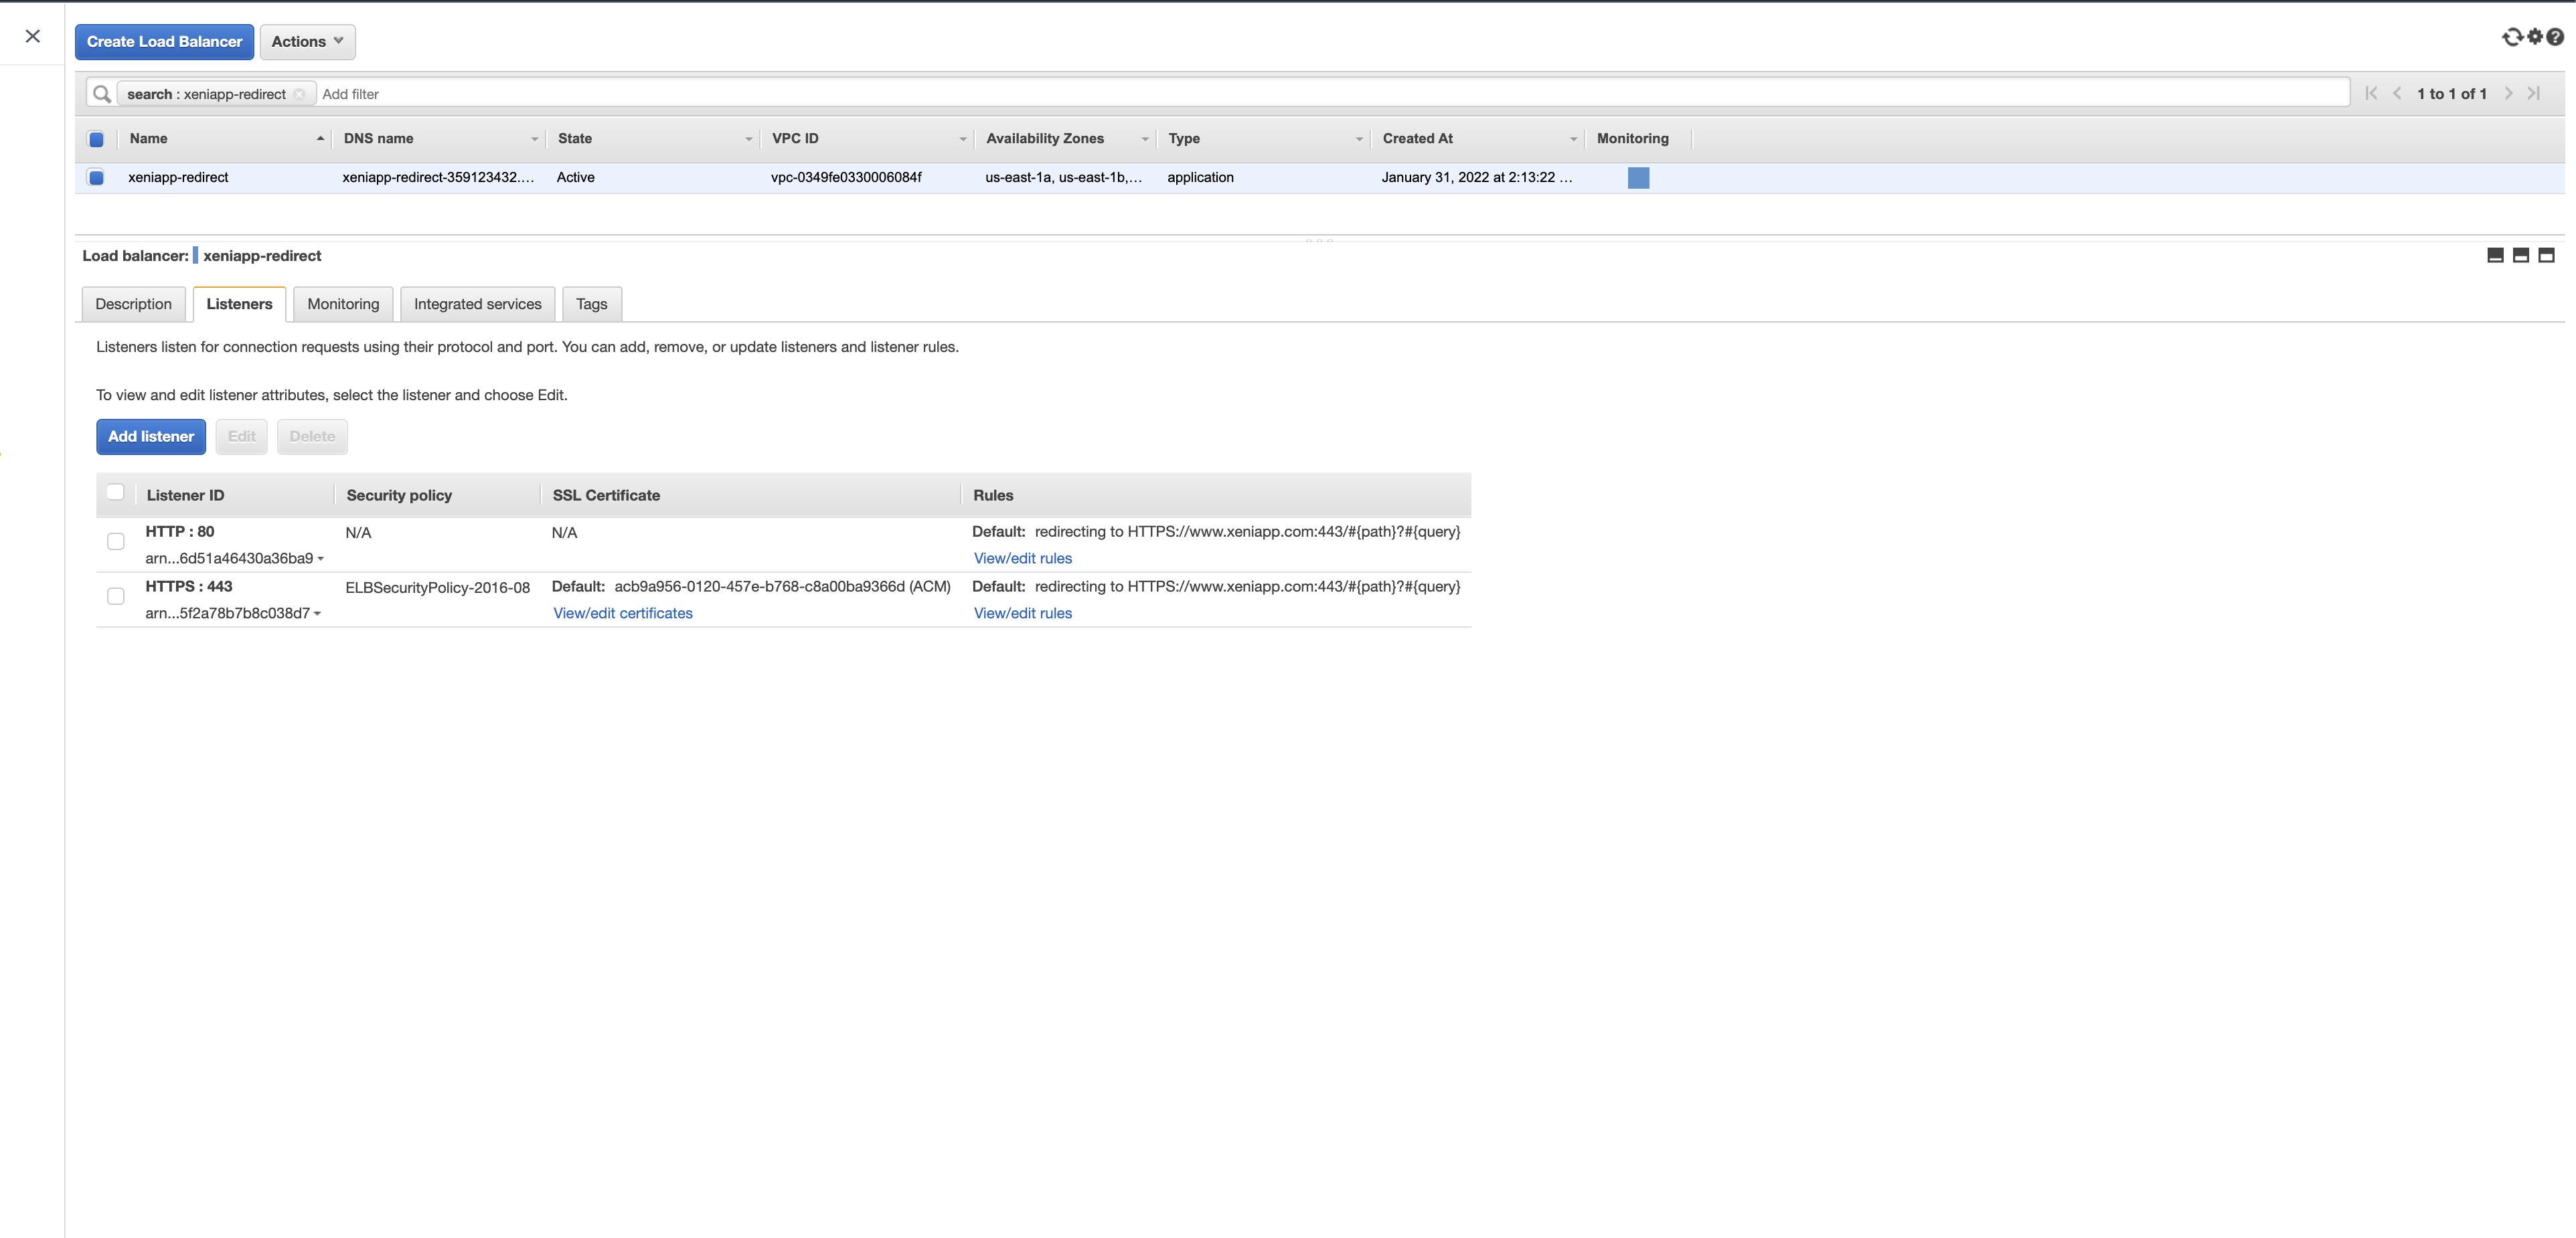 Create Load Balancer Actions
search : xeniapp-redirect Add filter 1 to 1 of 1
Name DNS name State VPC ID Availability Zones Type Created At Monitoring
xeniapp-redirect xeniapp-redirect-359123432.... Active vpc-0349fe0330006084f us-east-1a, us-east-1b,... application January 31, 2022 at 2:13:22 ...
Load balancer: xeniapp-redirect
Description Listeners Monitoring Integrated services Tags
Listeners listen for connection requests using their protocol and port. You can add, remove, or update listeners and listener rules.
To view and edit listener attributes, select the listener and choose Edit.
Add listener Edit Delete
Listener ID Security policy SSL Certificate Rules
HTTP : 80 N/A N/A Default: redirecting to HTTPS://www.xeniapp.com:443/#{path}?#{query}
arn...6d51a46430a36ba9 View/edit rules
HTTPS : 443 ELBSecurityPolicy-2016-08 Default: acb9a956-0120-457e-b768-c8a00ba9366d (ACM) Default: redirecting to HTTPS://www.xeniapp.com:443/#{path}?#{query}
arn...5f2a78b7b8c038d7 View/edit certificates View/edit rules